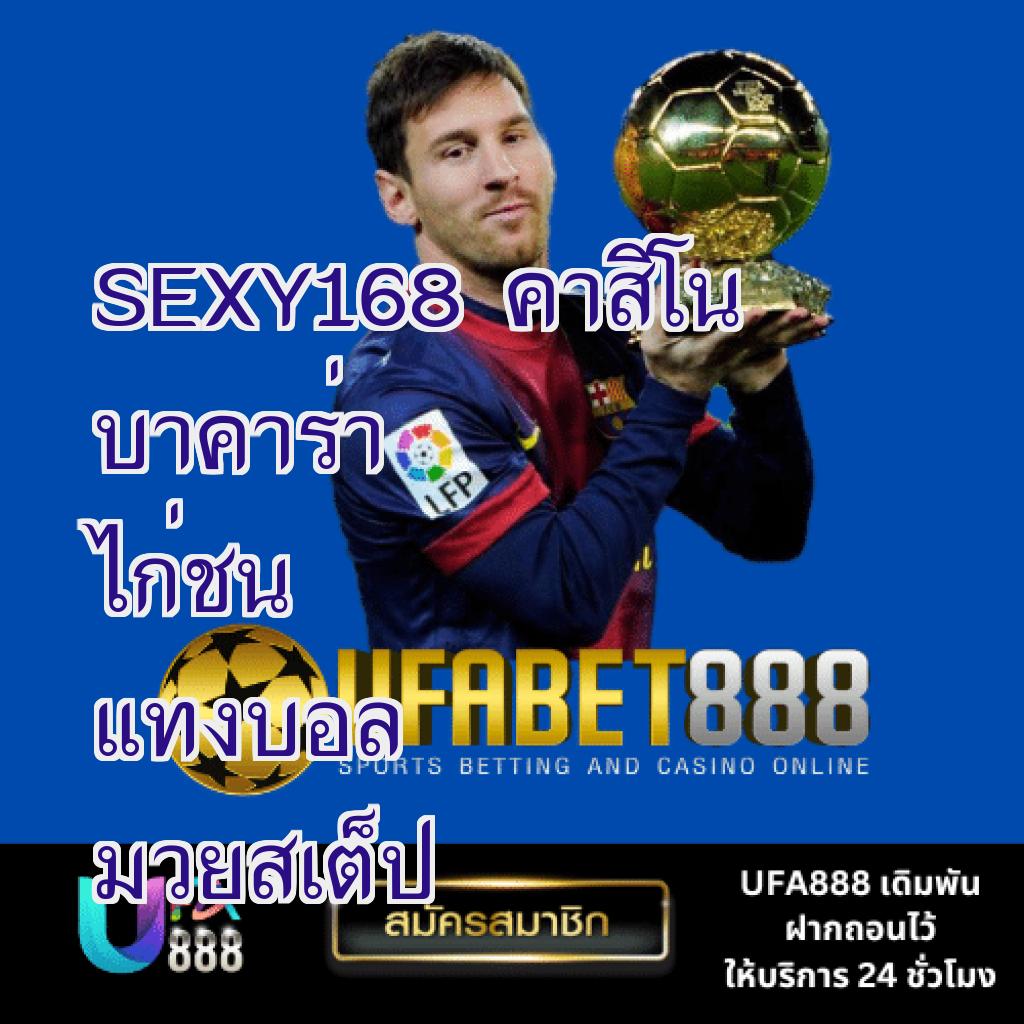 SEXY168 คาสิโน
บาคาร่า
LFP
ไก่ชน
UFABET888
แทงบอล
SPORTS BETTING AND CASINO ONLINE
มวยสเต็ป
UFA
888
สมัครสมาชิก
UFA888 เดิมพัน
ฝากถอนไว้
ให้บริการ 24 ชั่วโมง